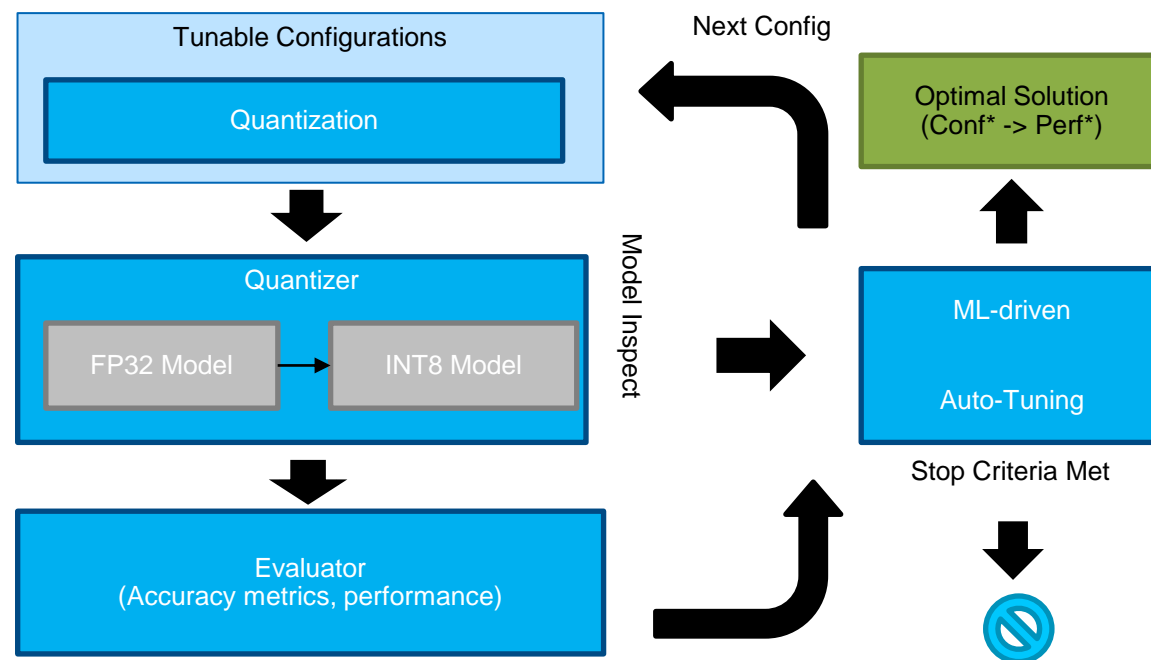 Tunable Configurations
Quantization
Next Config
Optimal Solution
(Conf* -> Perf*)
Quantizer
FP32 Model
INT8 Model
Model Inspect
ML-driven
Auto-Tuning
Stop Criteria Met
Evaluator
(Accuracy metrics, performance)